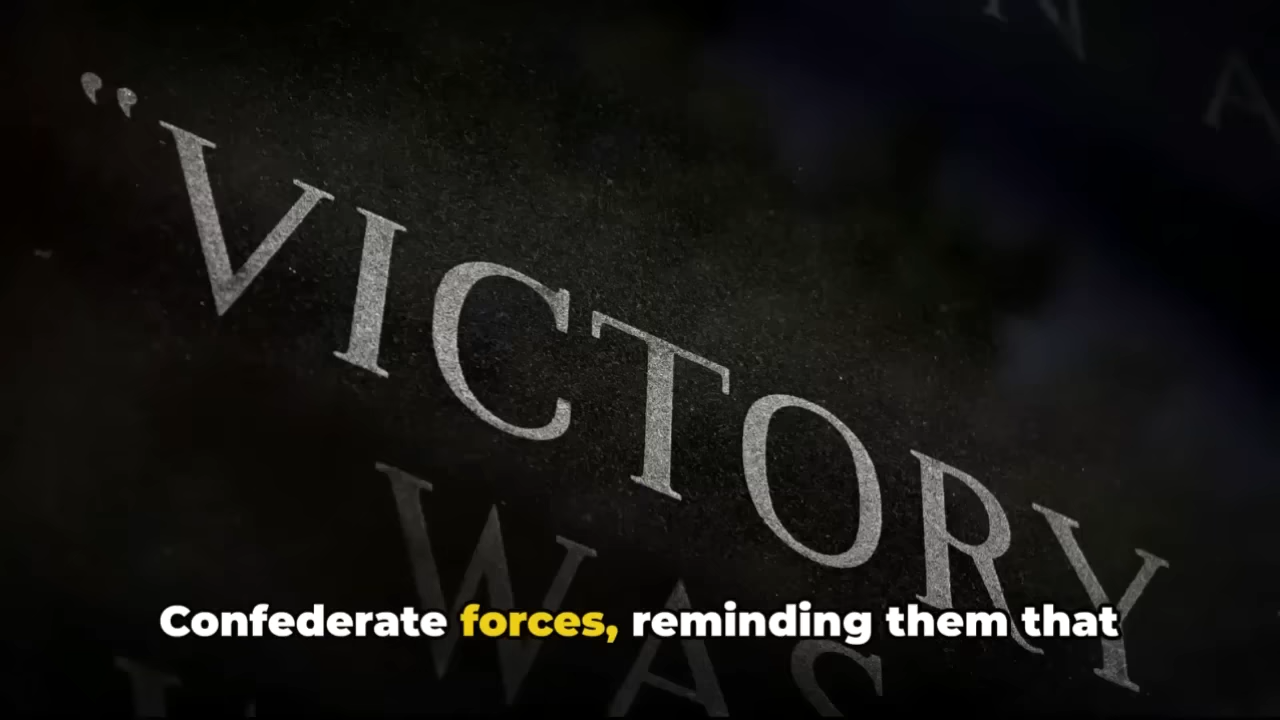 "VICTORY
WAS
Confederate forces, reminding them that